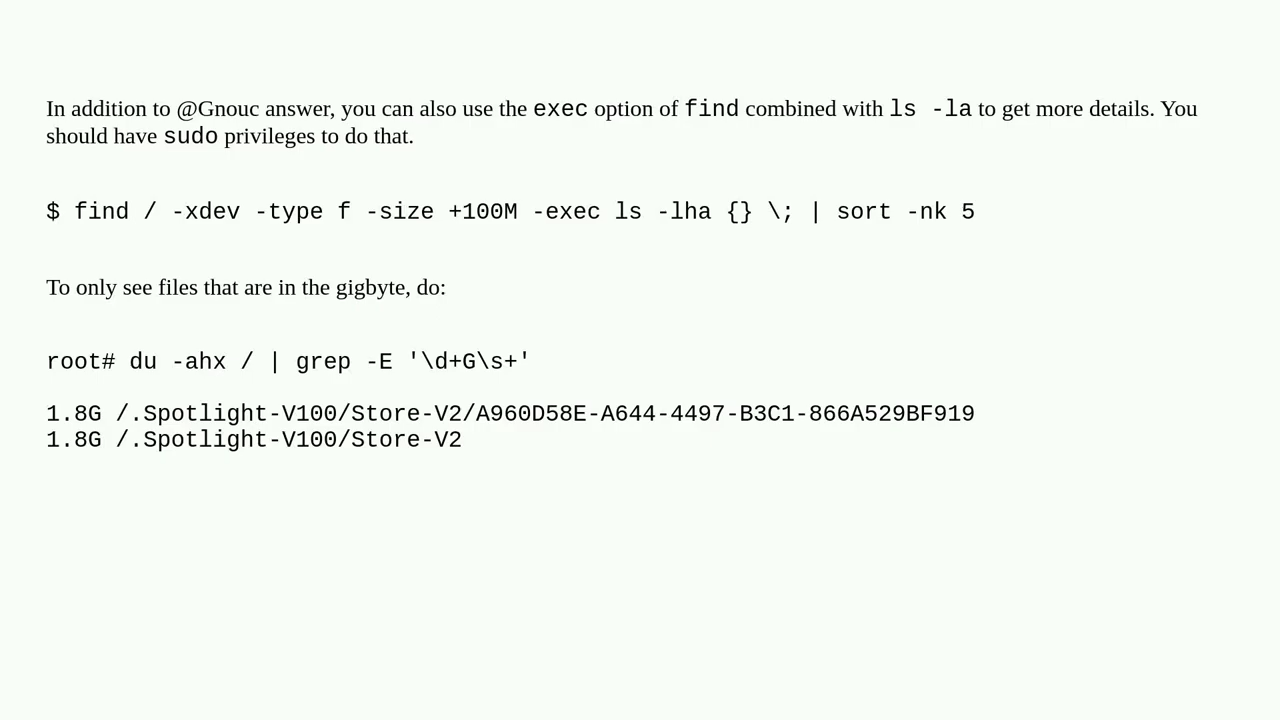 In addition to @Gnouc answer, you can also use the exec option of find combined with ls -la to get more details. You
should have sudo privileges to do that.
$ find / -xdev -type f -size +100M -exec ls -lha {} \; | sort -nk 5
To only see files that are in the gigbyte, do:
root# du -ahx / | grep -E '\d+G\s+'
1.8G /.Spotlight-V100/Store-V2/A960D58E-A644-4497-B3C1-866A529BF919
1.8G /.Spotlight-V100/Store-V2